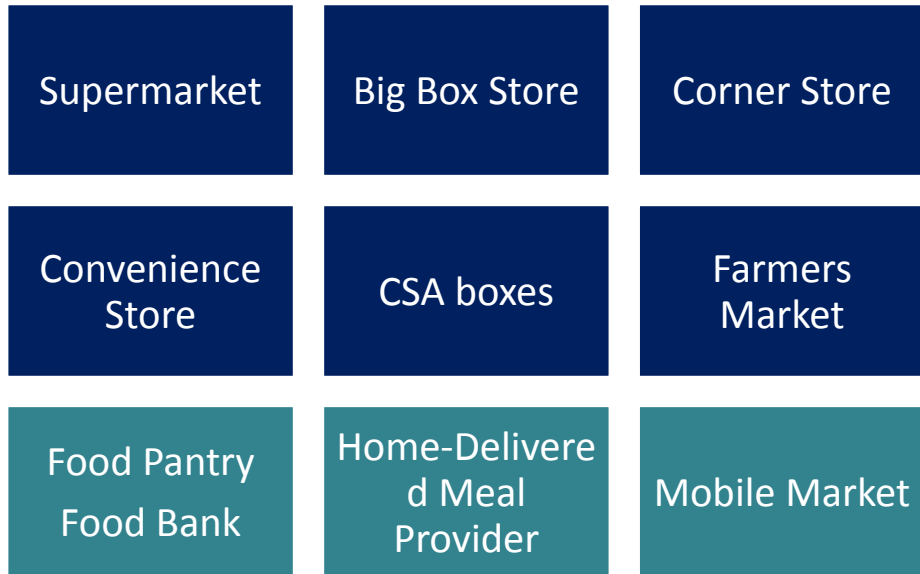 Supermarket
Big Box Store
Corner Store
Convenience
Store
CSA boxes
Farmers
Market
Food Pantry
Food Bank
Home-Delivere
d Meal
Provider
Mobile Market